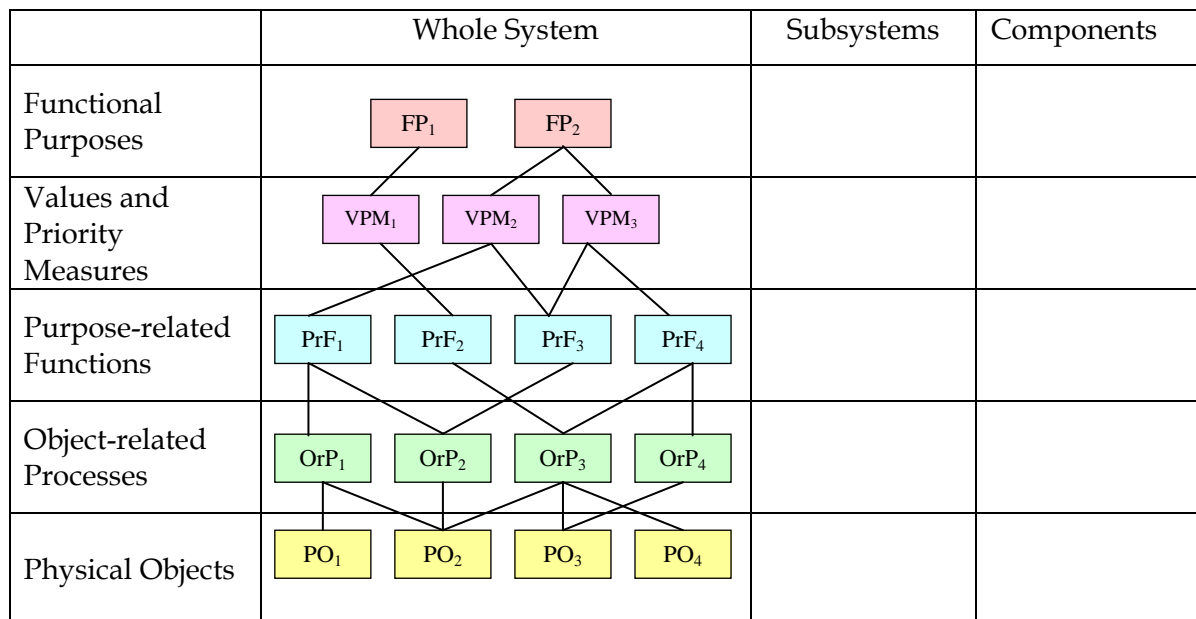 Whole System
Subsystems
Components
Functional
Purposes
FP₁
FP₂
Values and
Priority
Measures
VPM₁
VPM₂
VPM₃
Purpose-related
Functions
PrF₁
PrF₂
PrF₃
PrF₄
Object-related
Processes
OrP₁
OrP₂
OrP₃
OrP₄
Physical Objects
PO₁
PO₂
PO₃
PO₄